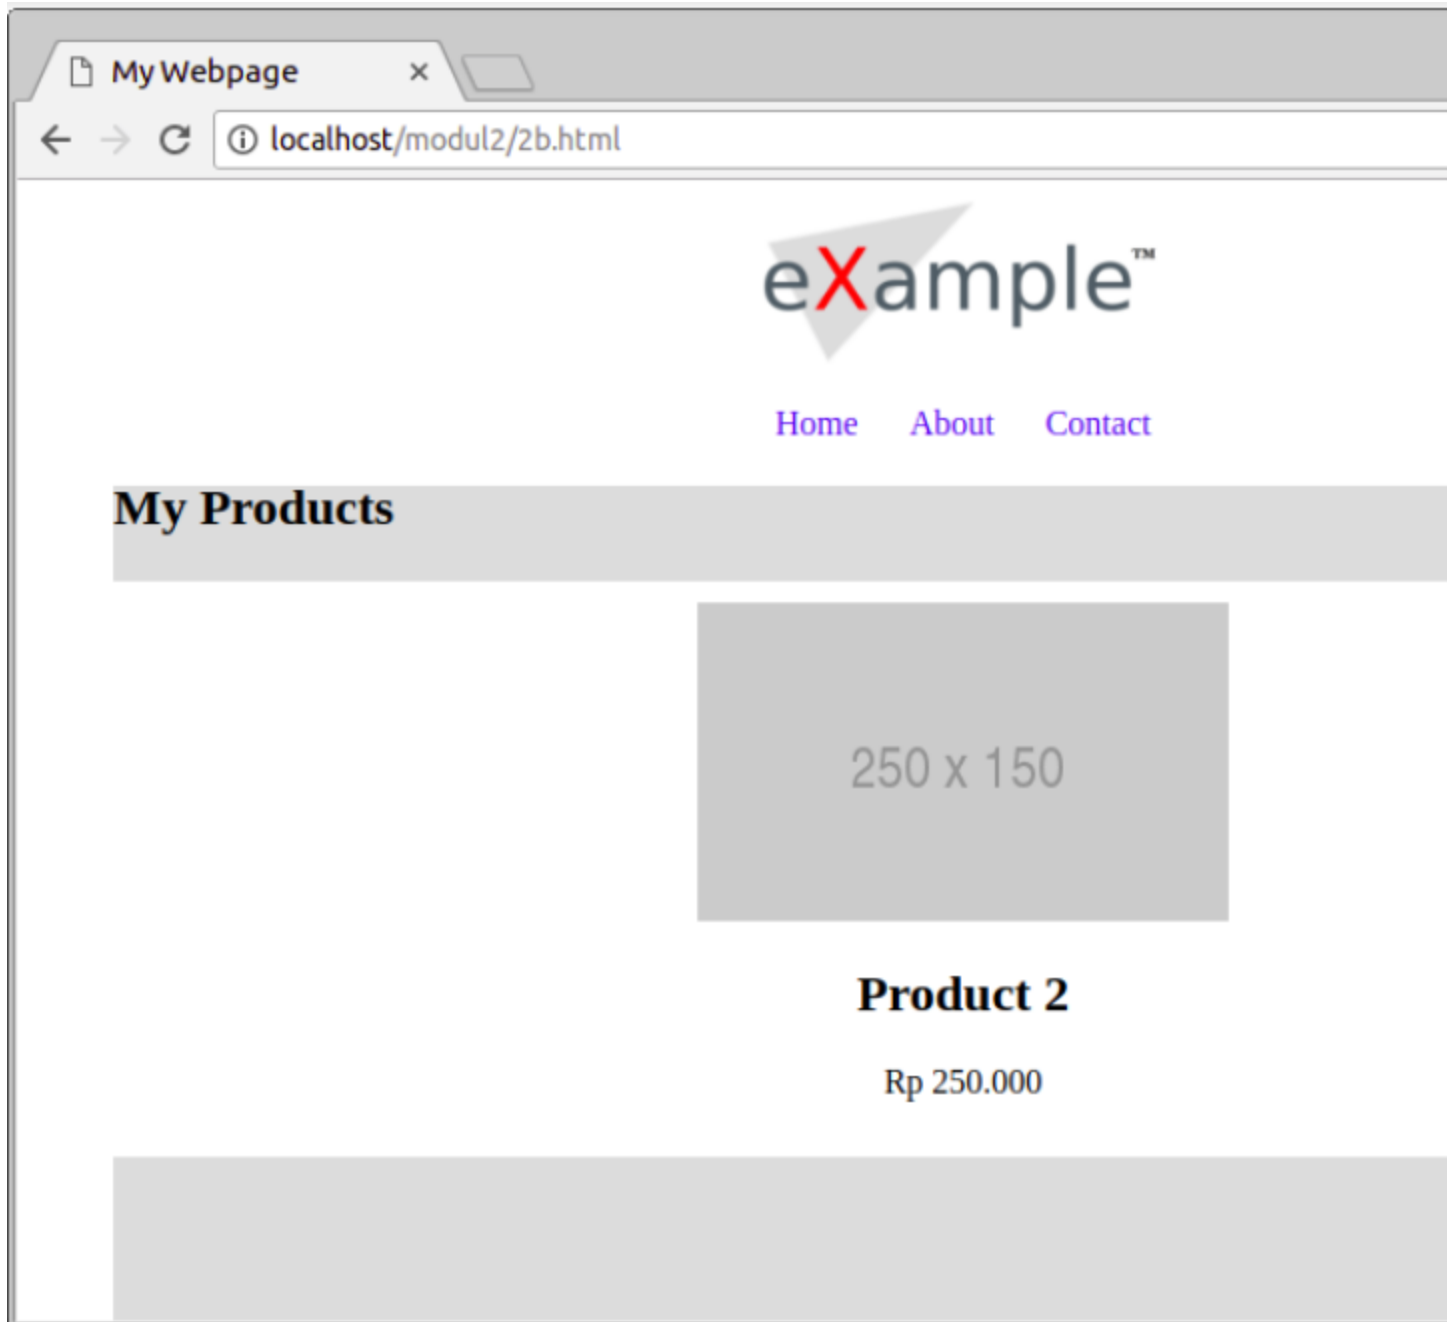 My Webpage
localhost/modul2/2b.html
eXample™
Home About Contact
My Products
250 x 150
Product 2
Rp 250.000